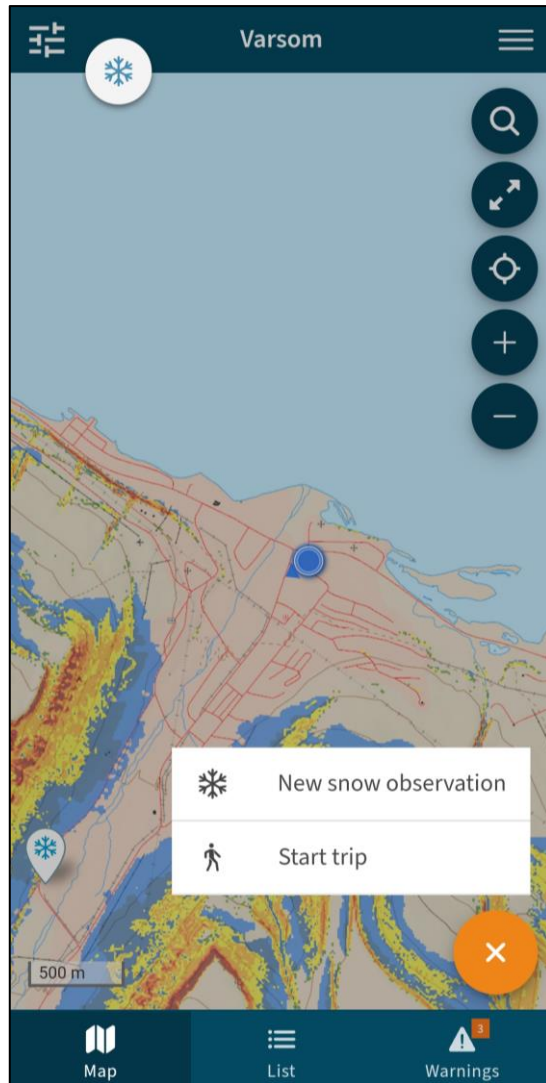 Varsom
New snow observation
Start trip
500 m
3
Map
List
Warnings